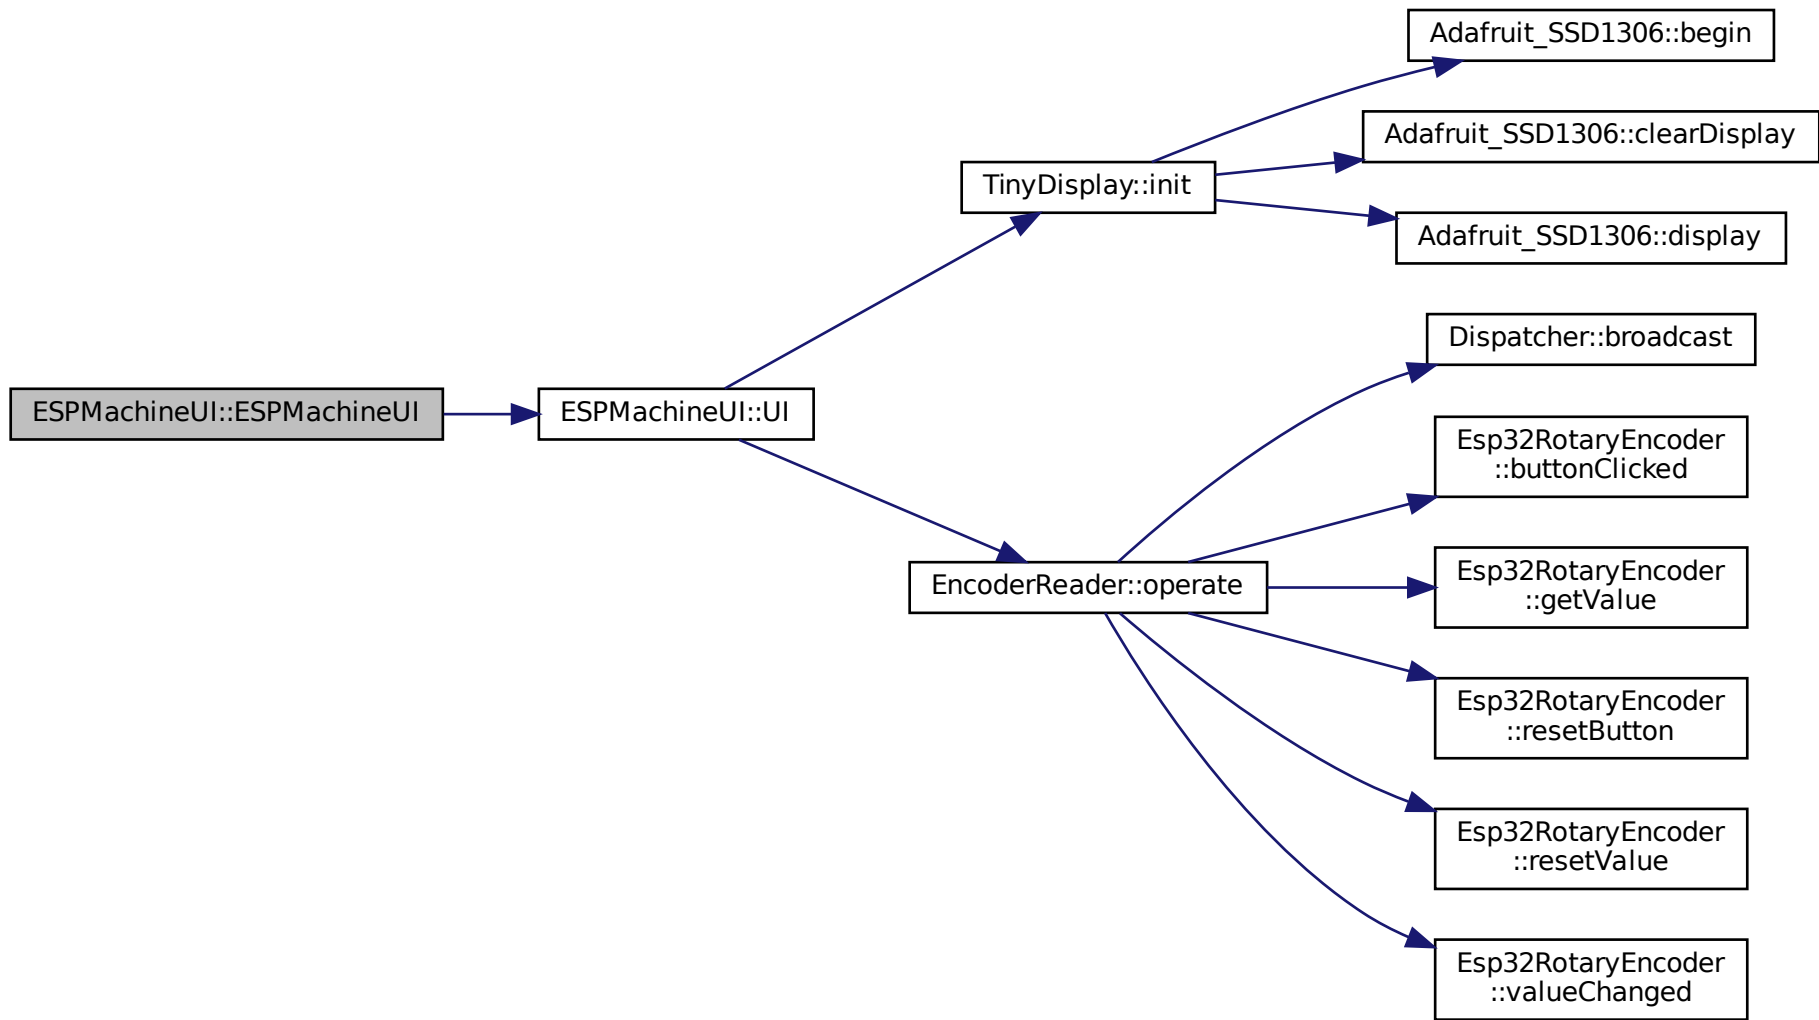 Adafruit_SSD1306::begin
Adafruit_SSD1306::clearDisplay
TinyDisplay::init
Adafruit_SSD1306::display
Dispatcher::broadcast
ESPMachineUI::ESPMachineUI
ESPMachineUI::UI
Esp32RotaryEncoder
::buttonClicked
EncoderReader::operate
Esp32RotaryEncoder
::getValue
Esp32RotaryEncoder
::resetButton
Esp32RotaryEncoder
::resetValue
Esp32RotaryEncoder
::valueChanged